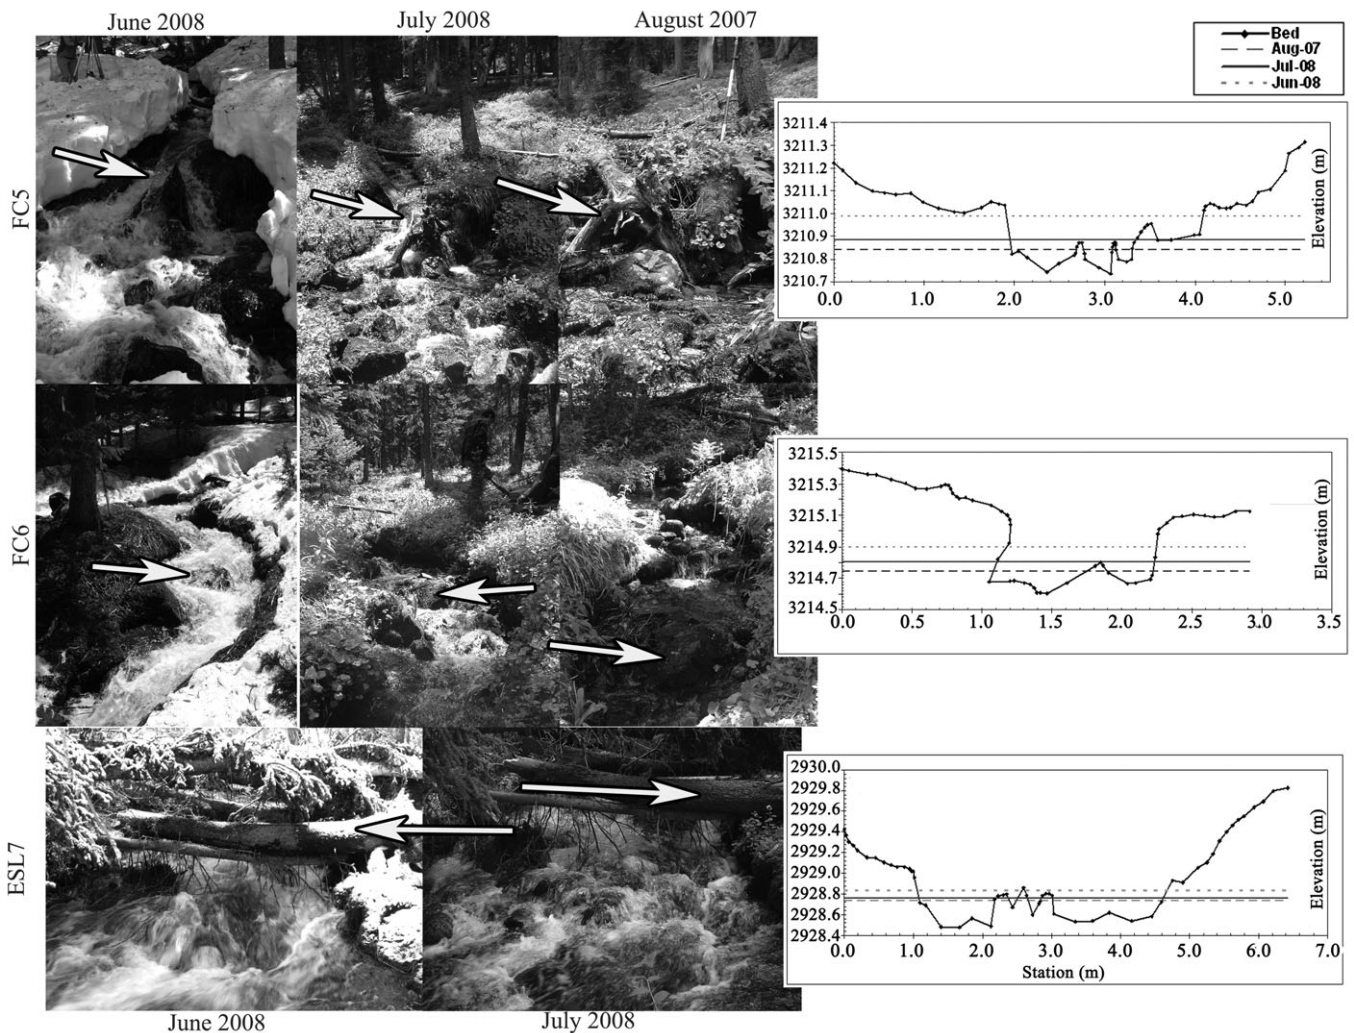 June 2008
July 2008
August 2007
Bed
Aug-07
Jul-08
Jun-08
FC5
3211.4
3211.3
3211.2
3211.1
3211.0
3210.9
3210.8
3210.7
0.0 1.0 2.0 3.0 4.0 5.0
Elevation (m)
FC6
3215.5
3215.3
3215.1
3214.9
3214.7
3214.5
0.0 0.5 1.0 1.5 2.0 2.5 3.0 3.5
Elevation (m)
ESL7
2930.0
2929.8
2929.4
2929.2
2929.0
2928.8
2928.6
2928.4
0.0 1.0 2.0 3.0 4.0 5.0 6.0 7.0
Station (m)
Elevation (m)
June 2008
July 2008